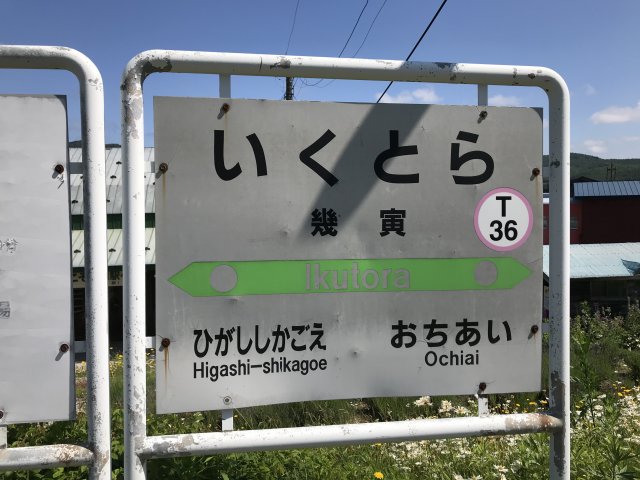 いくとら
幾寅
T
36
Ikutora
ひがししかごえ
Higashi-shikagoe
おちあい
Ochiai